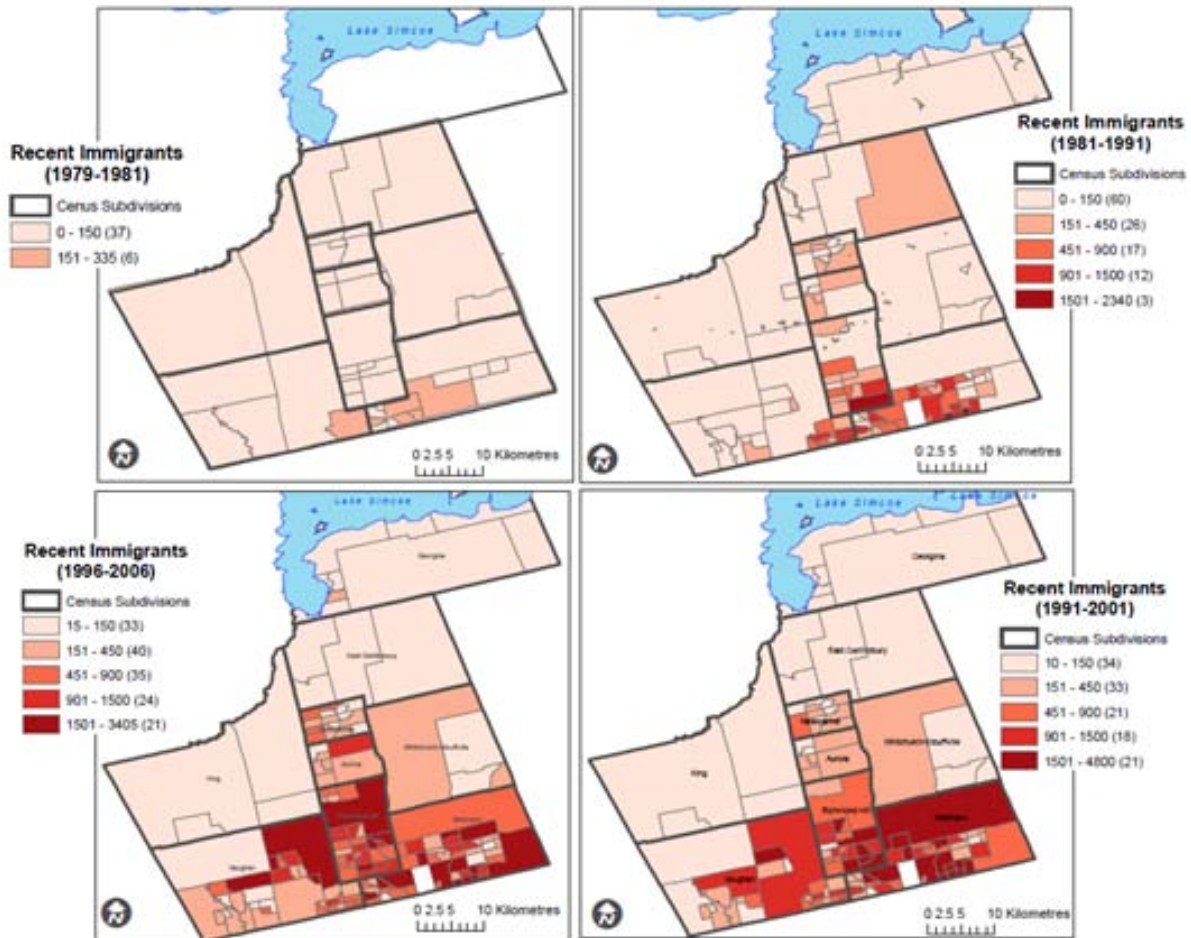 Lake Simcoe
Recent Immigrants
(1979-1981)
Cenus Subdivisions
0 - 150 (37)
151 - 335 (6)
0 2.5 5 10 Kilometres
Lake Simcoe
Recent Immigrants
(1981-1991)
Census Subdivisions
0 - 150 (60)
151 - 450 (26)
451 - 900 (17)
901 - 1500 (12)
1501 - 2340 (3)
0 2.5 5 10 Kilometres
Lake Simcoe
Recent Immigrants
(1996-2006)
Census Subdivisions
15 - 150 (33)
151 - 450 (40)
451 - 900 (35)
901 - 1500 (24)
1501 - 3405 (21)
Georgina
King
Aurora
Vaughan
0 2.5 5 10 Kilometres
Lake Simcoe
Recent Immigrants
(1991-2001)
Census Subdivisions
10 - 150 (34)
151 - 450 (33)
451 - 900 (21)
901 - 1500 (18)
1501 - 4800 (21)
Georgina
East Gwillimbury
Newmarket
Whitchurch-Stouffville
Aurora
King
Richmond Hill
Markham
Vaughan
0 2.5 5 10 Kilometres